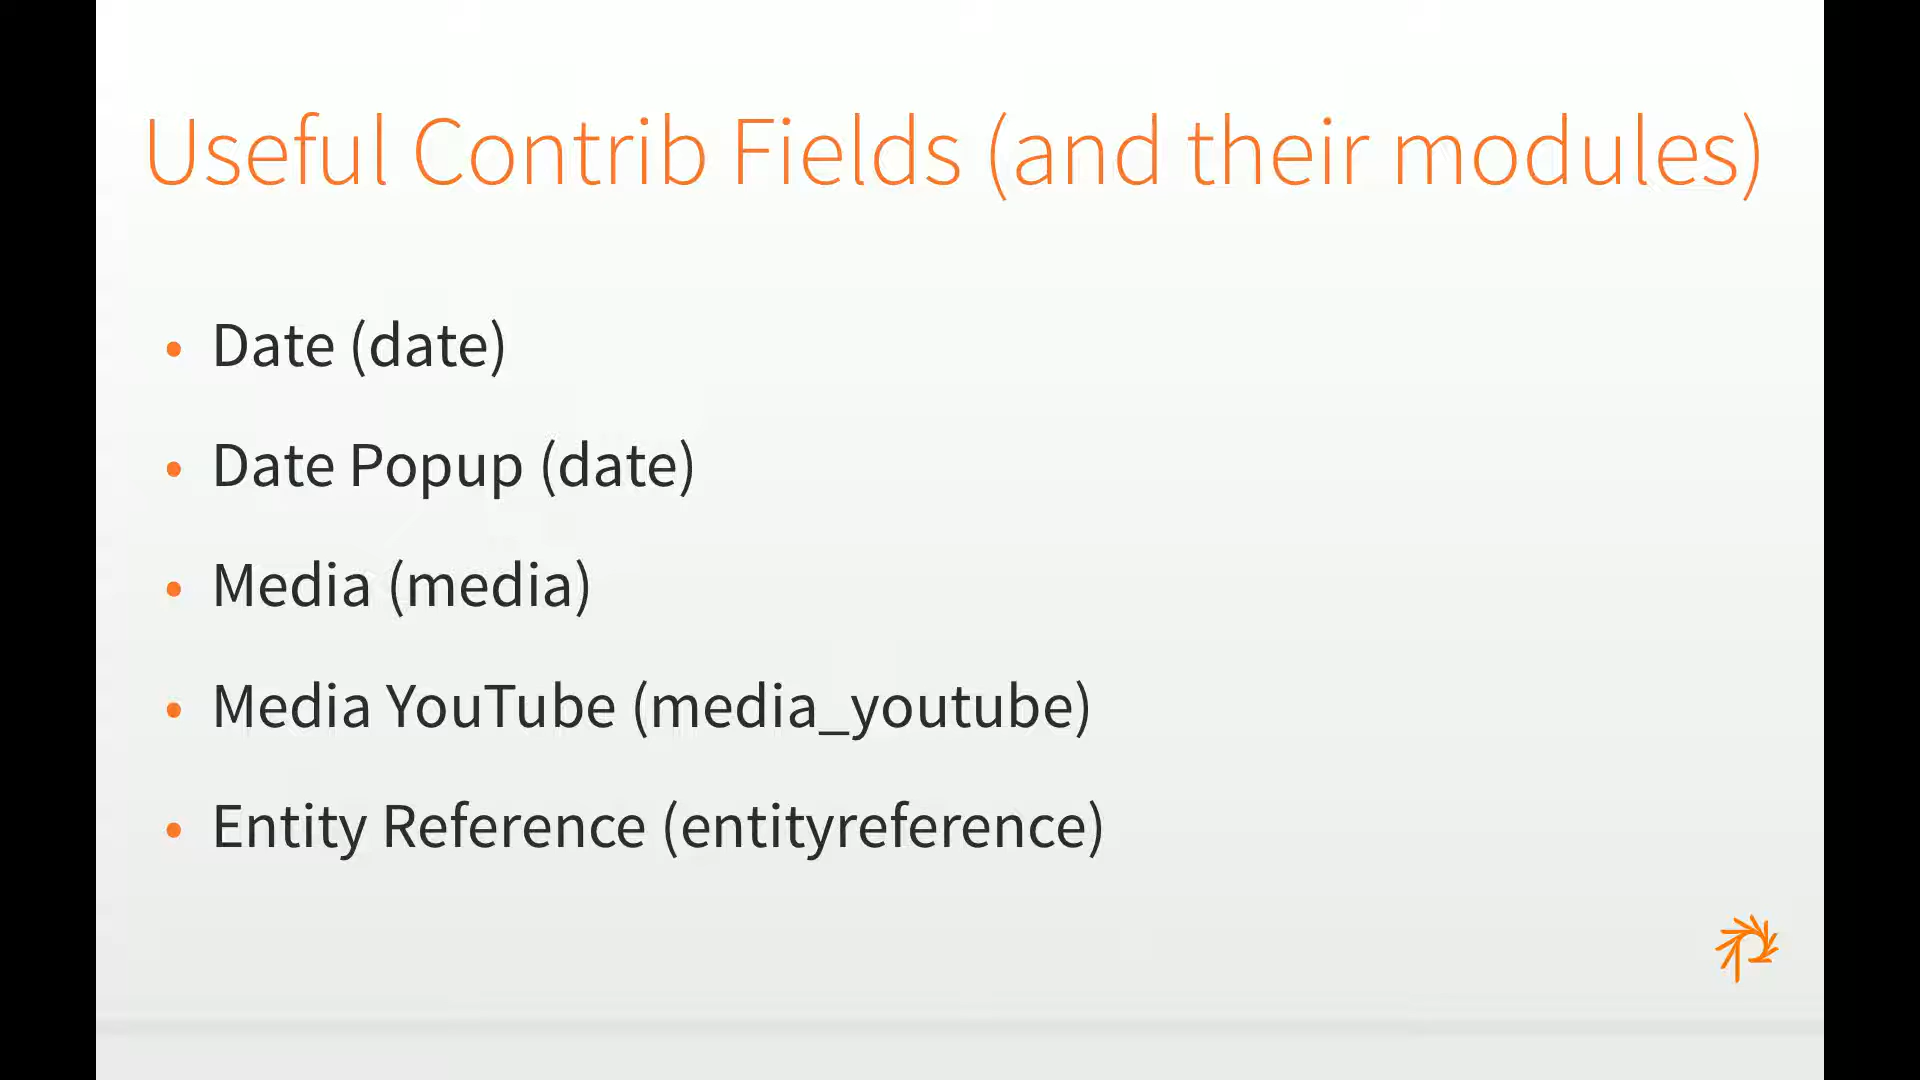 Useful Contrib Fields (and their modules)
• Date (date)
• Date Popup (date)
• Media (media)
• Media YouTube (media_youtube)
• Entity Reference (entityreference)